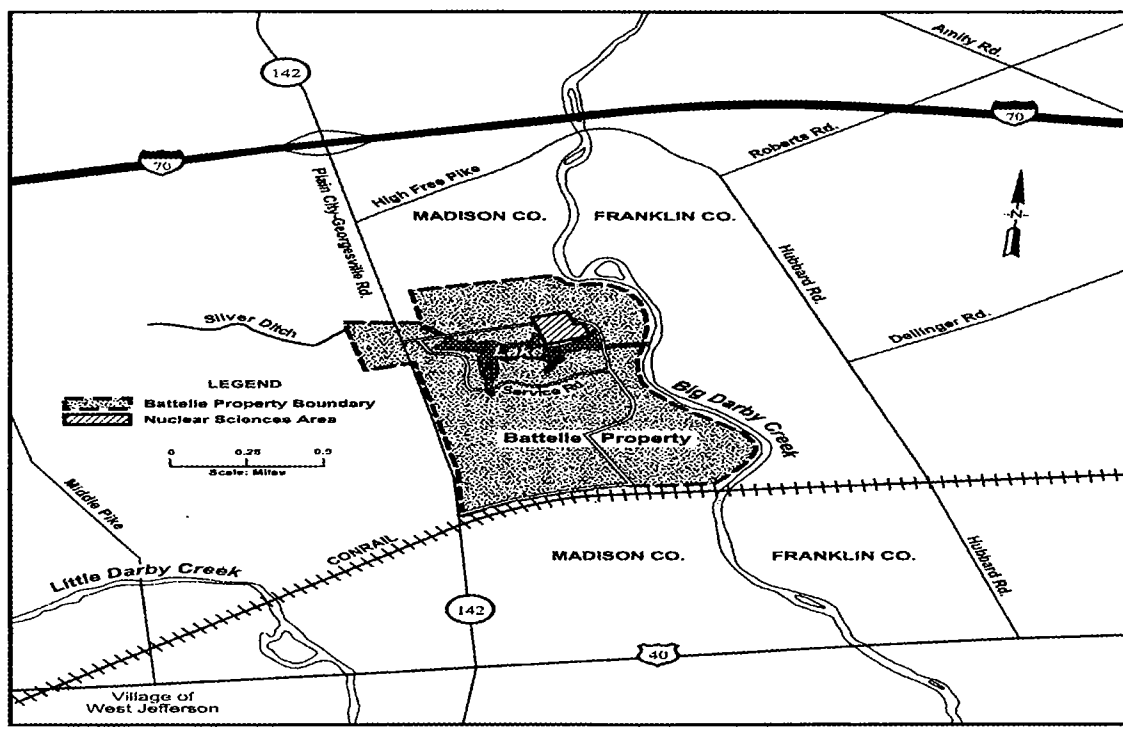 Amity Rd.
142
70
70
Roberts Rd.
High Free Pike
Plain City-Georgesville Rd.
MADISON CO.
FRANKLIN CO.
N
Hubbard Rd.
Silver Ditch
Dellinger Rd.
Lake
LEGEND
Battelle Property Boundary
Nuclear Sciences Area
Service Rd.
Big Darby Creek
Battelle Property
0 0.25 0.5
Scale: Miles
Middle Pike
CONRAIL
MADISON CO.
FRANKLIN CO.
Hubbard Rd.
Little Darby Creek
142
40
Village of
West Jefferson